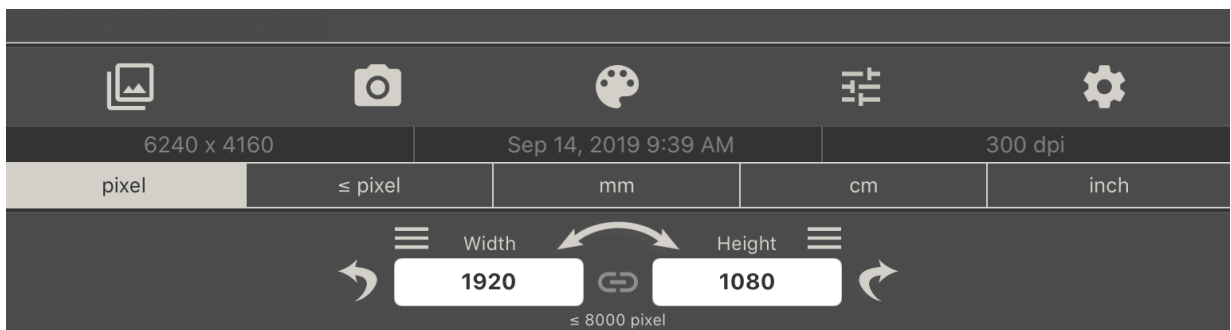 6240 x 4160 Sep 14, 2019 9:39 AM 300 dpi
pixel ≤ pixel mm cm inch
Width Height
1920 1080
≤ 8000 pixel